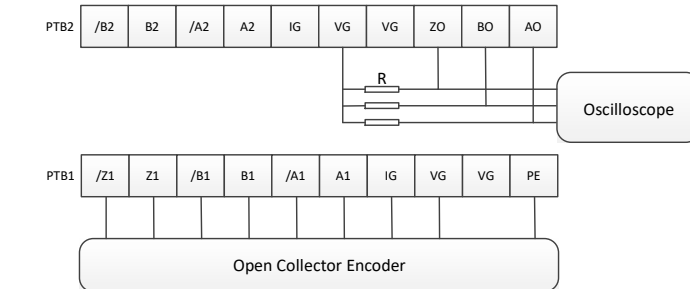 PTB2 /B2 B2 /A2 A2 IG VG VG ZO BO AO
R
Oscilloscope
PTB1 /Z1 Z1 /B1 B1 /A1 A1 IG VG VG PE
Open Collector Encoder